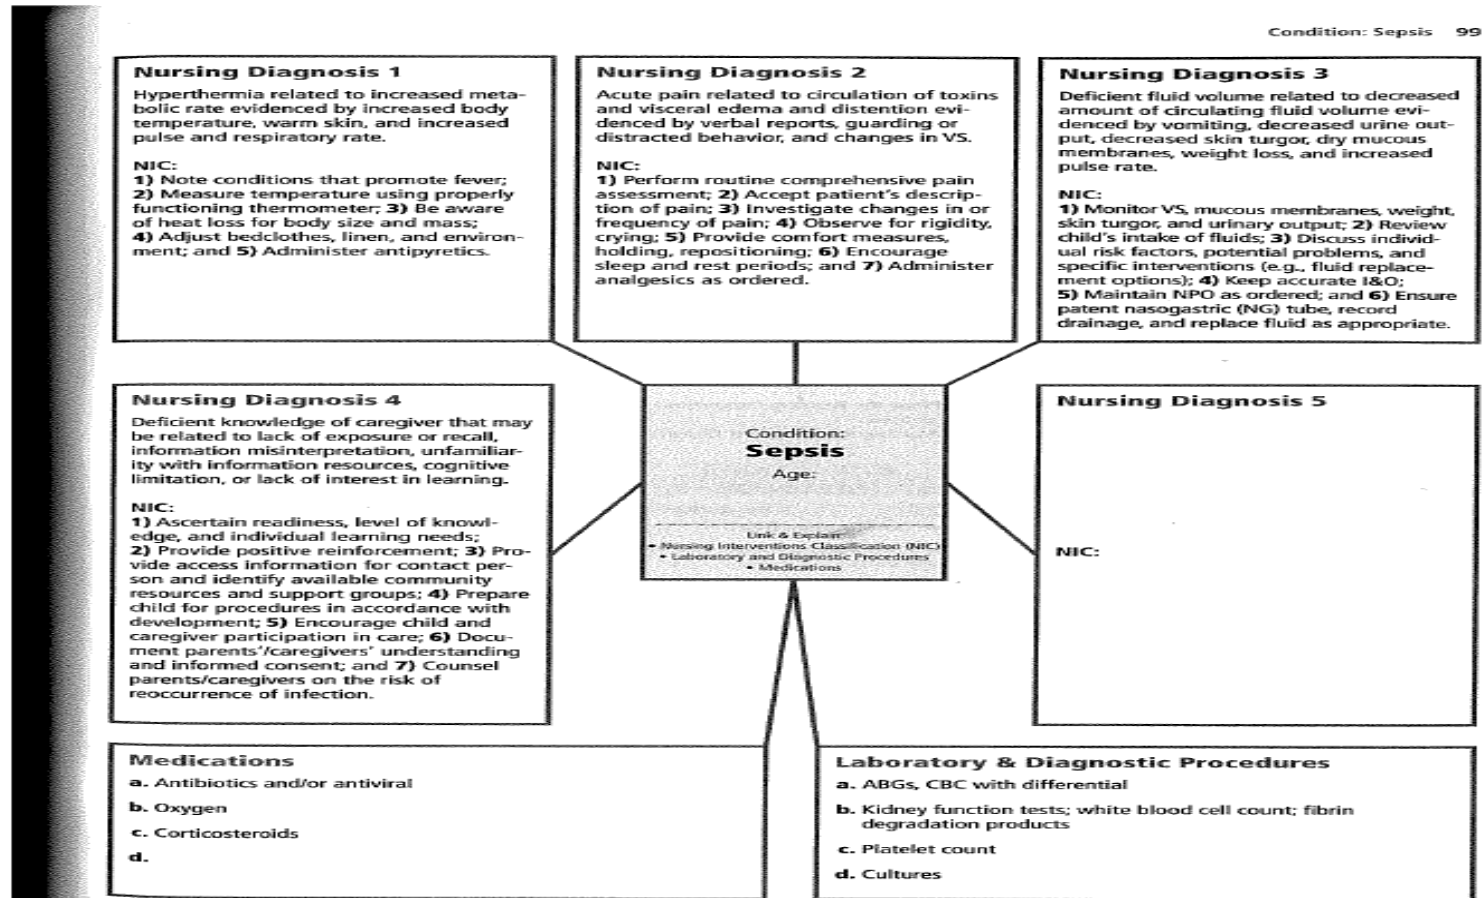 Condition: Sepsis 99
Nursing Diagnosis 1
Hyperthermia related to increased meta-
bolic rate evidenced by increased body
temperature, warm skin, and increased
pulse and respiratory rate.
NIC:
1) Note conditions that promote fever;
2) Measure temperature using properly
functioning thermometer; 3) Be aware
of heat loss for body size and mass;
4) Adjust bedclothes, linen, and environ-
ment; and 5) Administer antipyretics.
Nursing Diagnosis 2
Acute pain related to circulation of toxins
and visceral edema and distention evi-
denced by verbal reports, guarding or
distracted behavior, and changes in VS.
NIC:
1) Perform routine comprehensive pain
assessment; 2) Accept patient's descrip-
tion of pain; 3) Investigate changes in or
frequency of pain; 4) Observe for rigidity,
crying; 5) Provide comfort measures,
holding, repositioning; 6) Encourage
sleep and rest periods; and 7) Administer
analgesics as ordered.
Nursing Diagnosis 3
Deficient fluid volume related to decreased
amount of circulating fluid volume evi-
denced by vomiting, decreased urine out-
put, decreased skin turgor, dry mucous
membranes, weight loss, and increased
pulse rate.
NIC:
1) Monitor VS, mucous membranes, weight,
skin turgor, and urinary output; 2) Review
child's intake of fluids; 3) Discuss individ-
ual risk factors, potential problems, and
specific interventions (e.g., fluid replace-
ment options); 4) Keep accurate I&O;
5) Maintain NPO as ordered; and 6) Ensure
patent nasogastric (NG) tube, record
drainage, and replace fluid as appropriate.
Nursing Diagnosis 4
Deficient knowledge of caregiver that may
be related to lack of exposure or recall,
information misinterpretation, unfamiliar-
ity with information resources, cognitive
limitation, or lack of interest in learning.
NIC:
1) Ascertain readiness, level of knowl-
edge, and individual learning needs;
2) Provide positive reinforcement; 3) Pro-
vide access information for contact per-
son and identify available community
resources and support groups; 4) Prepare
child for procedures in accordance with
development; 5) Encourage child and
caregiver participation in care; 6) Docu-
ment parents'/caregivers' understanding
and informed consent; and 7) Counsel
parents/caregivers on the risk of
reoccurrence of infection.
Condition:
Sepsis
Age:
Link & Explain
• Nursing Interventions Classification (NIC)
• Laboratory and Diagnostic Procedures
• Medications
Nursing Diagnosis 5
NIC:
Medications
a. Antibiotics and/or antiviral
b. Oxygen
c. Corticosteroids
d.
Laboratory & Diagnostic Procedures
a. ABGs, CBC with differential
b. Kidney function tests; white blood cell count; fibrin
degradation products
c. Platelet count
d. Cultures